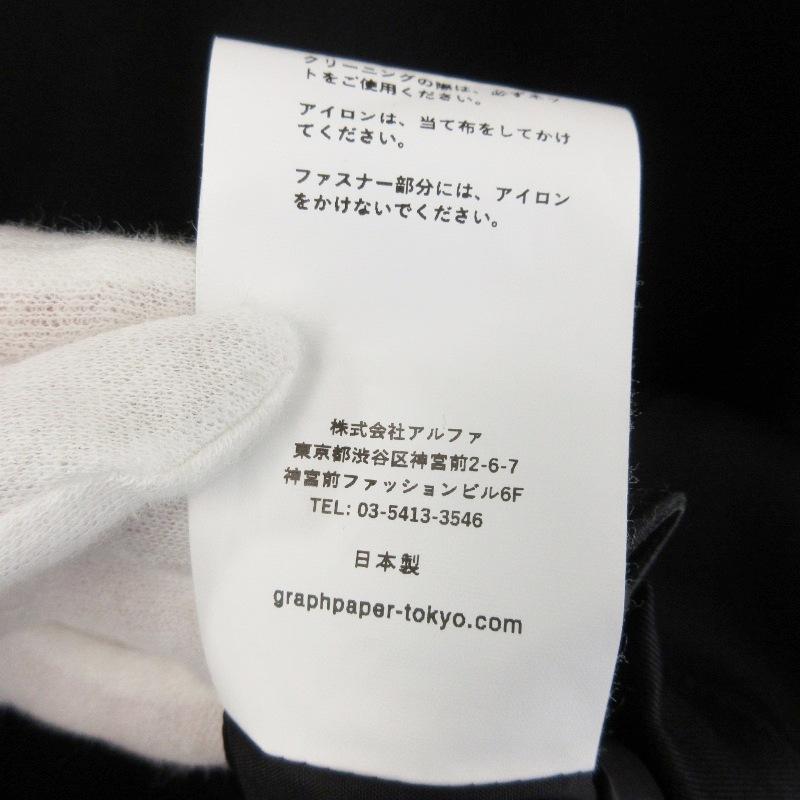 クリーニングの際は、必ずネッ
トをご使用ください。
アイロンは、当て布をしてかけ
てください。
ファスナー部分には、アイロン
をかけないでください。
株式会社アルファ
東京都渋谷区神宮前2-6-7
神宮前ファッションビル6F
TEL: 03-5413-3546
日本製
graphpaper-tokyo.com